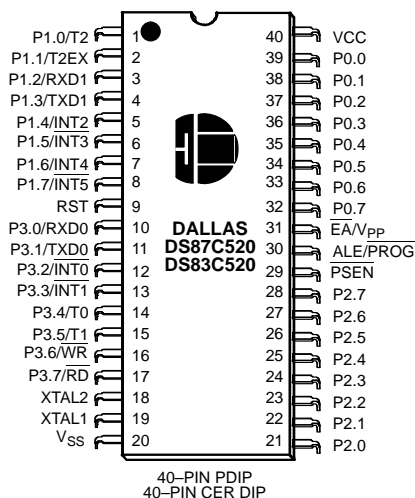 P1.0/T2 1 40 VCC
P1.1/T2EX 2 39 P0.0
P1.2/RXD1 3 38 P0.1
P1.3/TXD1 4 37 P0.2
P1.4/INT2 5 36 P0.3
P1.5/INT3 6 35 P0.4
P1.6/INT4 7 34 P0.5
P1.7/INT5 8 33 P0.6
RST 9 32 P0.7
P3.0/RXD0 10 DALLAS 31 EA/VPP
P3.1/TXD0 11 DS87C520 30 ALE/PROG
P3.2/INT0 12 DS83C520 29 PSEN
P3.3/INT1 13 28 P2.7
P3.4/T0 14 27 P2.6
P3.5/T1 15 26 P2.5
P3.6/WR 16 25 P2.4
P3.7/RD 17 24 P2.3
XTAL2 18 23 P2.2
XTAL1 19 22 P2.1
VSS 20 21 P2.0
40–PIN PDIP
40–PIN CER DIP